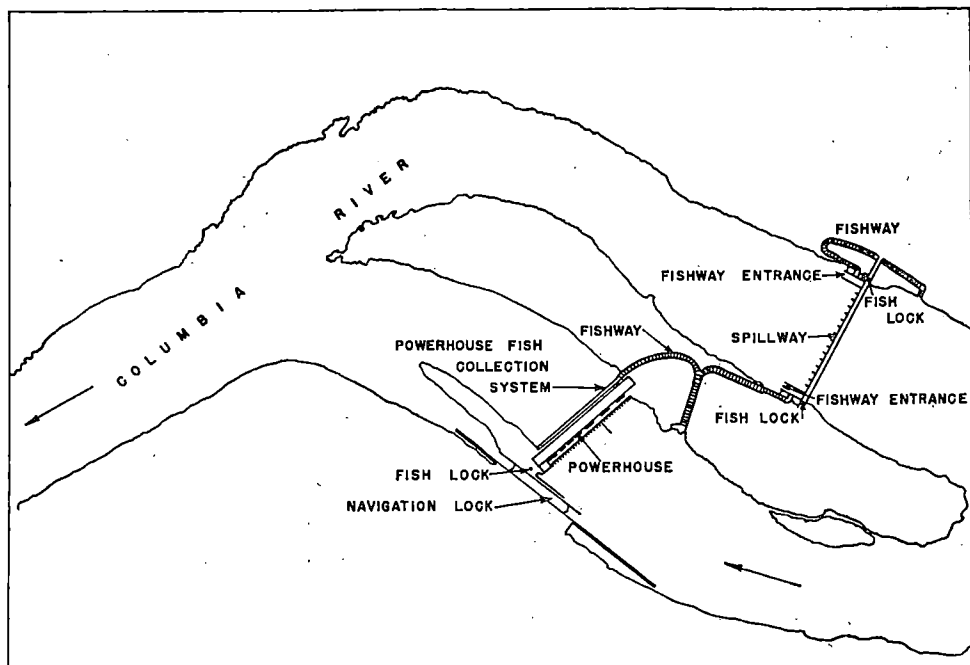 COLUMBIA
RIVER
FISHWAY
FISHWAY ENTRANCE
FISH
LOCK
SPILLWAY
FISHWAY
POWERHOUSE FISH
COLLECTION
SYSTEM
FISHWAY ENTRANCE
FISH LOCK
POWERHOUSE
FISH LOCK
NAVIGATION LOCK